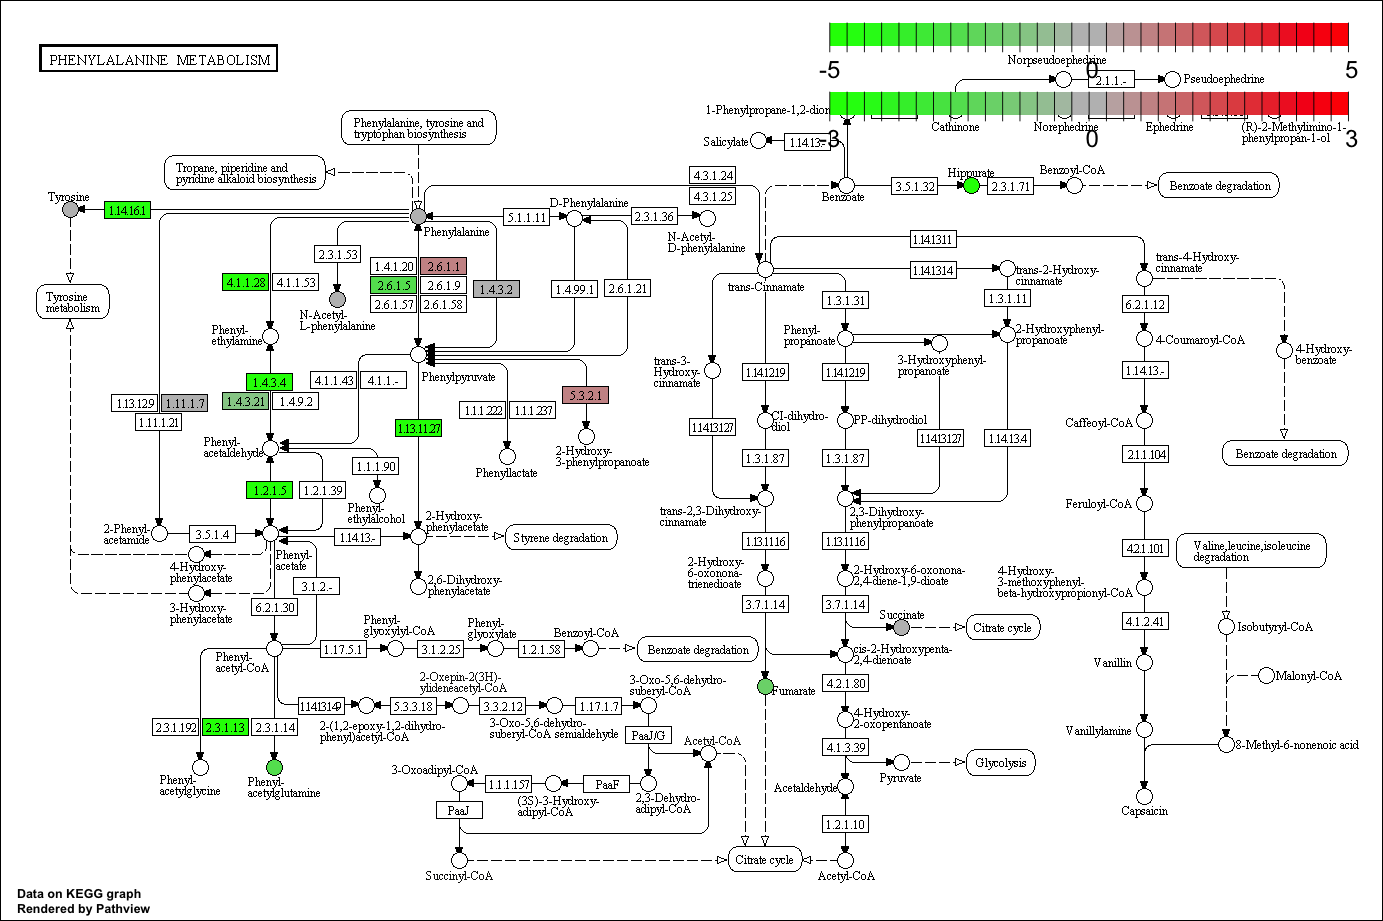 PHENYLALANINE METABOLISM
-5
0
5
-3
0
3
Norpseudoephedrine
2.1.1.-
Pseudoephedrine
1-Phenylpropane-1,2-dion
Cathinone
Norephedrine
Ephedrine
(R)-2-Methylimino-1-
phenylpropan-1-ol
Salicylate
1.14.13.-
Phenylalanine, tyrosine and
tryptophan biosynthesis
Tropane, piperidine and
pyridine alkaloid biosynthesis
4.3.1.24
4.3.1.25
Benzoate
3.5.1.32
Hippurate
2.3.1.71
Benzoyl-CoA
Benzoate degradation
Tyrosine
1.14.16.1
Phenylalanine
5.1.1.11
D-Phenylalanine
2.3.1.36
N-Acetyl-
D-phenylalanine
2.3.1.53
N-Acetyl-
L-phenylalanine
1.4.1.20
2.6.1.1
2.6.1.5
2.6.1.9
2.6.1.57
2.6.1.58
1.4.3.2
1.4.99.1
2.6.1.21
4.1.1.28
4.1.1.53
Tyrosine
metabolism
Phenyl-
ethylamine
trans-Cinnamate
1.14.1311
1.14.1314
trans-2-Hydroxy-
cinnamate
trans-4-Hydroxy-
cinnamate
1.3.1.31
1.3.1.11
6.2.1.12
Phenyl-
propanoate
2-Hydroxyphenyl-
propanoate
3-Hydroxyphenyl-
propanoate
4-Coumaroyl-CoA
4-Hydroxy-
benzoate
Phenylpyruvate
trans-3-
Hydroxy-
cinnamate
1.4.3.4
1.4.3.21
1.4.9.2
4.1.1.43
4.1.1.-
1.13.129
1.11.1.7
1.11.1.21
1.1.1.222
1.1.1.237
5.3.2.1
1.13.11.27
1.14.1219
1.14.1219
1.14.13.-
CI-dihydro-
diol
PP-dihydrodiol
Caffeoyl-CoA
11413127
11413127
1.14.13.4
Phenyl-
acetaldehyde
1.1.1.90
Phenyllactate
2-Hydroxy-
3-phenylpropanoate
1.3.1.87
1.3.1.87
2.1.1.104
Benzoate degradation
1.2.1.5
1.2.1.39
Phenyl-
ethylalcohol
trans-2,3-Dihydroxy-
cinnamate
2,3-Dihydroxy-
phenylpropanoate
Feruloyl-CoA
2-Phenyl-
acetamide
3.5.1.4
Phenyl-
acetate
1.14.13.-
2-Hydroxy-
phenylacetate
Styrene degradation
1.13.1116
1.13.1116
4.2.1.101
Valine,leucine,isoleucine
degradation
4-Hydroxy-
phenylacetate
3-Hydroxy-
phenylacetate
3.1.2.-
2,6-Dihydroxy-
phenylacetate
2-Hydroxy-
6-oxonona-
trienedioate
2-Hydroxy-6-oxonona-
2,4-diene-1,9-dioate
4-Hydroxy-
3-methoxyphenyl-
beta-hydroxypropionyl-CoA
6.2.1.30
3.7.1.14
3.7.1.14
4.1.2.41
Succinate
Citrate cycle
Isobutyryl-CoA
Phenyl-
acetyl-CoA
1.17.5.1
Phenyl-
glyoxylyl-CoA
3.1.2.25
Phenyl-
glyoxylate
1.2.1.58
Benzoyl-CoA
Benzoate degradation
cis-2-Hydroxypenta-
2,4-dienoate
Vanillin
Malonyl-CoA
Fumarate
4.2.1.80
1.1413149
2-(1,2-epoxy-1,2-dihydro-
phenyl)acetyl-CoA
5.3.3.18
2-Oxepin-2(3H)-
ylideneacetyl-CoA
3.3.2.12
3-Oxo-5,6-dehydro-
suberyl-CoA semialdehyde
1.17.1.7
3-Oxo-5,6-dehydro-
suberyl-CoA
4-Hydroxy-
2-oxopentanoate
Vanillylamine
8-Methyl-6-nonenoic acid
2.3.1.192
2.3.1.13
2.3.1.14
PaaJ/G
Acetyl-CoA
4.1.3.39
Pyruvate
Glycolysis
Phenyl-
acetylglycine
Phenyl-
acetylglutamine
3-Oxoadipyl-CoA
1.1.1.157
(3S)-3-Hydroxy-
adipyl-CoA
PaaF
2,3-Dehydro-
adipyl-CoA
Acetaldehyde
Capsaicin
PaaJ
1.2.1.10
Succinyl-CoA
Citrate cycle
Acetyl-CoA
Data on KEGG graph
Rendered by Pathview